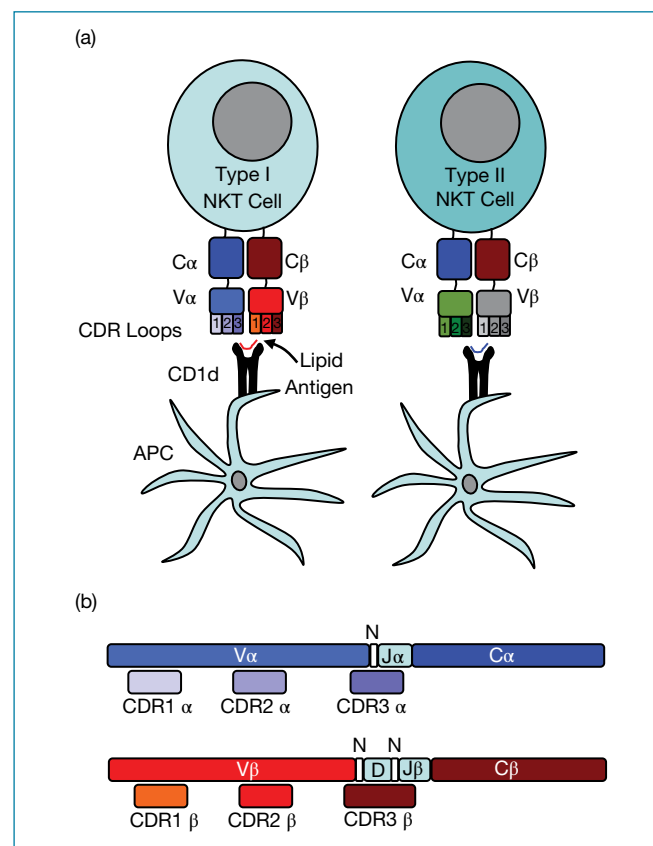 (a)
Type I
NKT Cell
Type II
NKT Cell
Cα Cβ
Cα Cβ
Vα Vβ
Vα Vβ
1 2 3 1 2 3
1 2 3 1 2 3
CDR Loops
Lipid
Antigen
CD1d
APC
(b)
N
Vα Jα Cα
CDR1 α CDR2 α CDR3 α
N N
Vβ D Jβ Cβ
CDR1 β CDR2 β CDR3 β